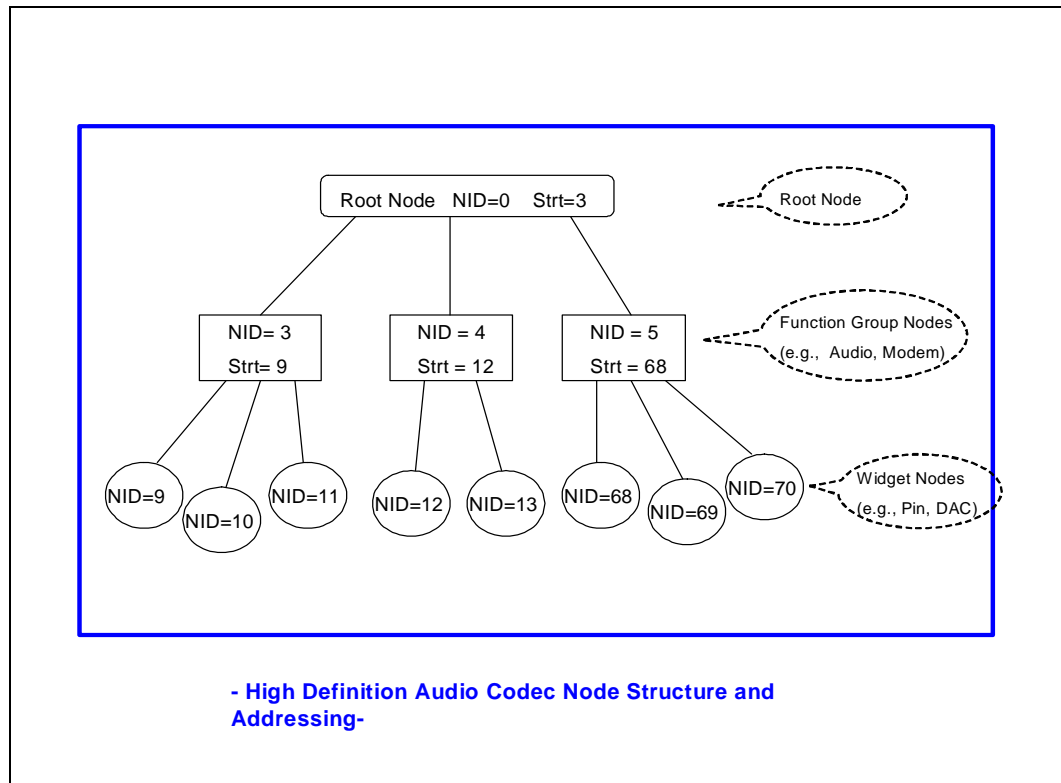 Root Node NID=0 Strt=3
Root Node
NID= 3
Strt= 9
NID = 4
Strt = 12
NID = 5
Strt = 68
Function Group Nodes
(e.g., Audio, Modem)
NID=9
NID=10
NID=11
NID=12
NID=13
NID=68
NID=69
NID=70
Widget Nodes
(e.g., Pin, DAC)
- High Definition Audio Codec Node Structure and
Addressing-